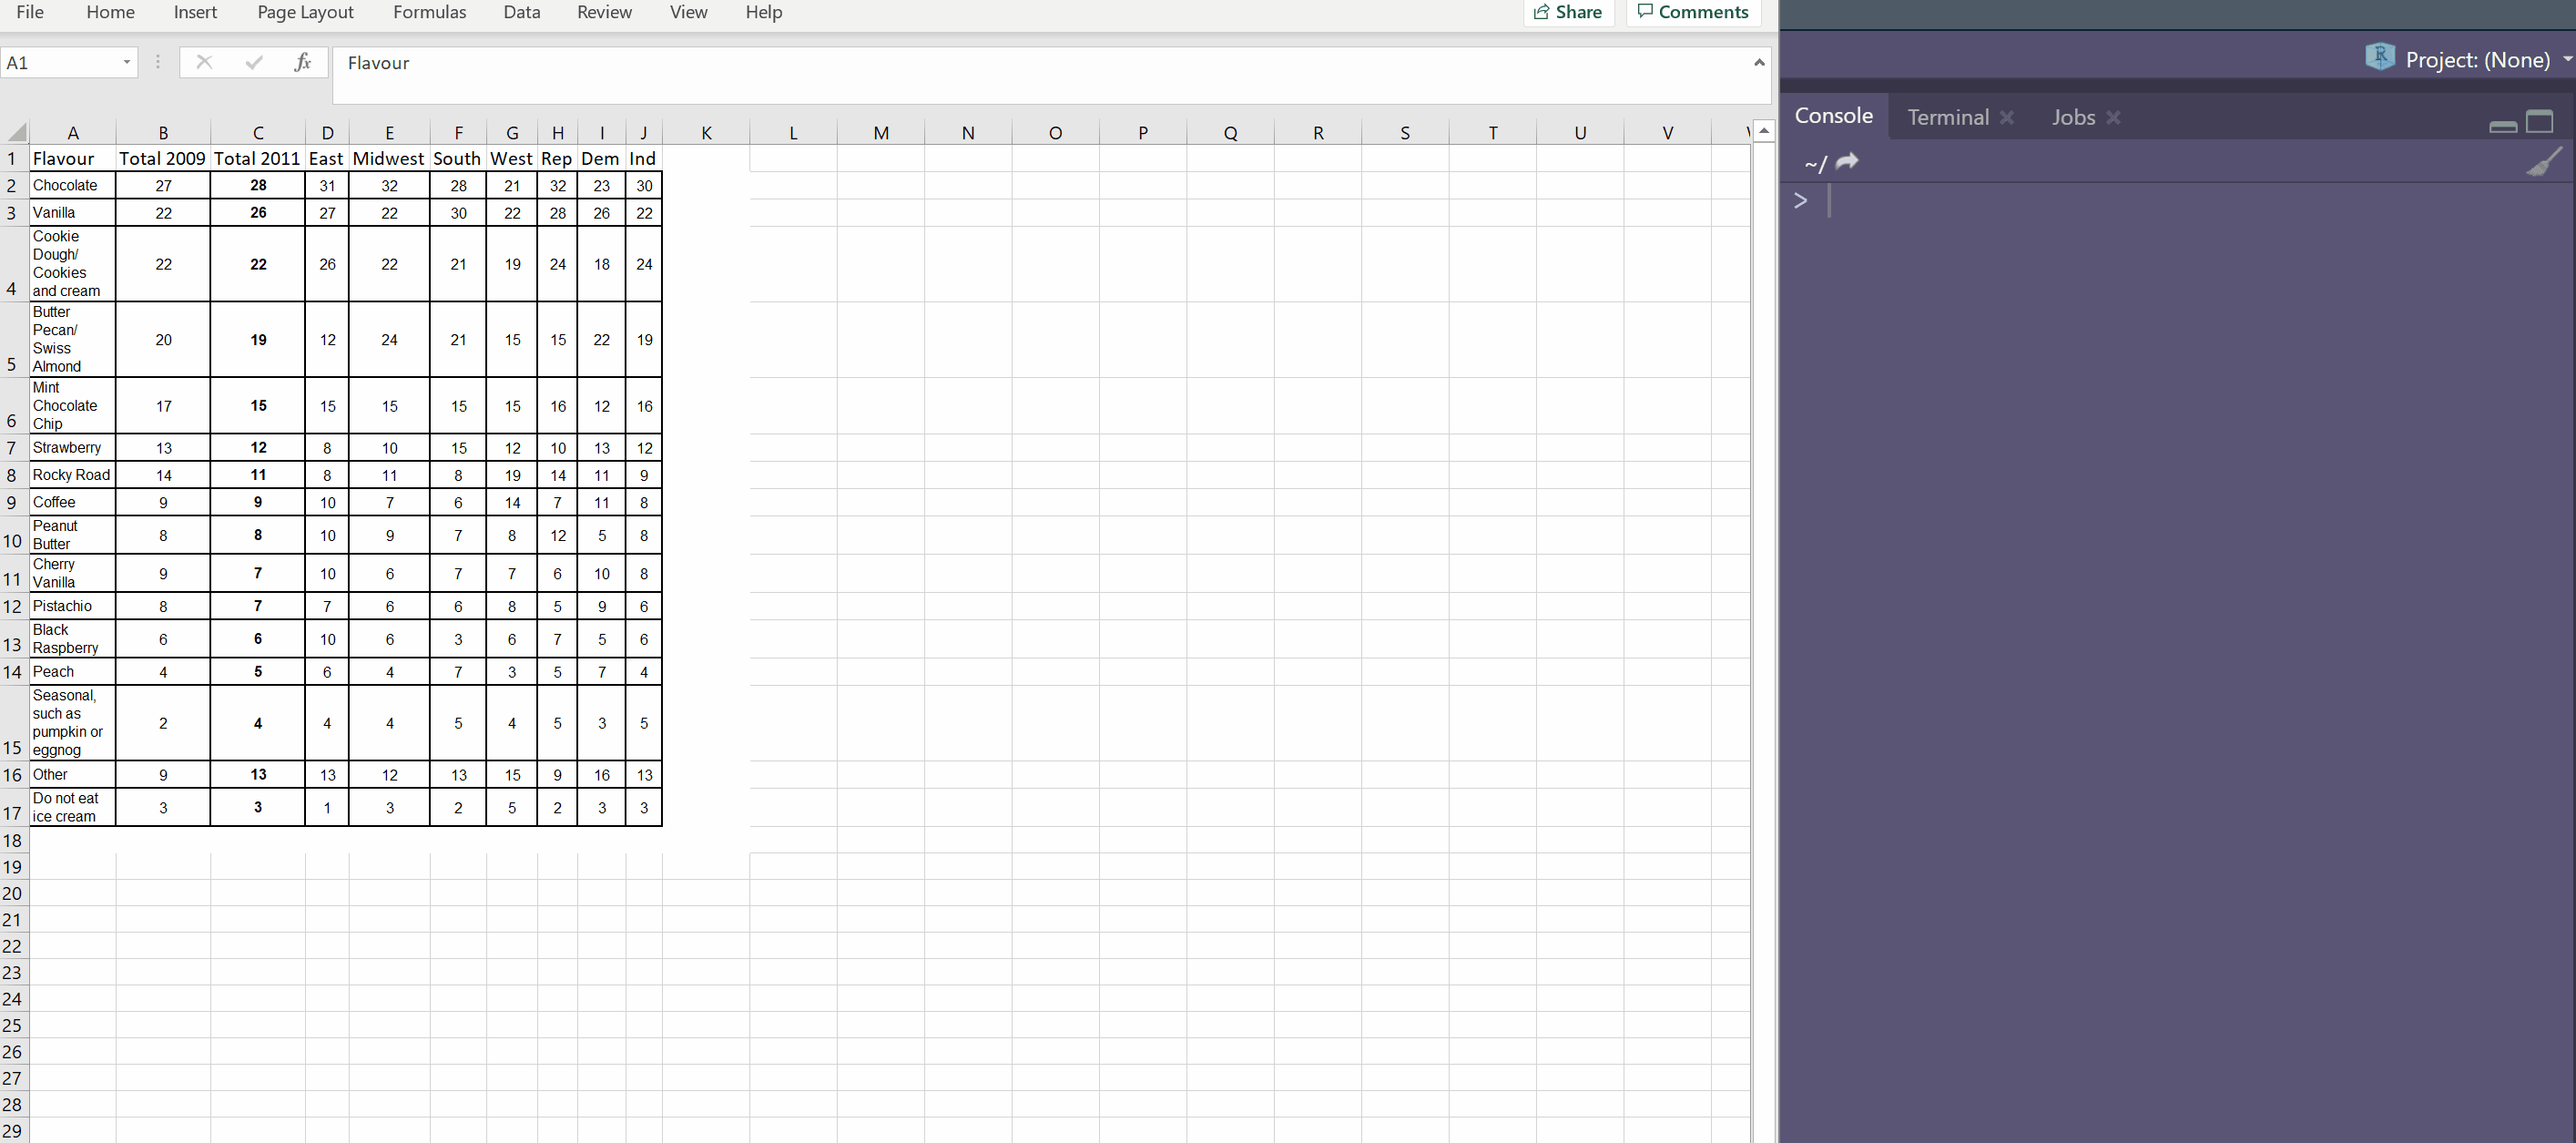 File Home Insert Page Layout Formulas Data Review View Help Share Comments
A1 fx Flavour
Project: (None)
Console Terminal Jobs
~/
>
A B C D E F G H I J K L M N O P Q R S T U V
1 Flavour Total 2009 Total 2011 East Midwest South West Rep Dem Ind
2 Chocolate 27 28 31 32 28 21 32 23 30
3 Vanilla 22 26 27 22 30 22 28 26 22
Cookie
Dough/
Cookies
and cream
4 22 22 26 22 21 19 24 18 24
Butter
Pecan/
Swiss
Almond
5 20 19 12 24 21 15 15 22 19
Mint
Chocolate
Chip
6 17 15 15 15 15 15 16 12 16
7 Strawberry 13 12 8 10 15 12 10 13 12
8 Rocky Road 14 11 8 11 8 19 14 11 9
9 Coffee 9 9 10 7 6 14 7 11 8
Peanut
Butter
10 8 8 10 9 7 8 12 5 8
Cherry
Vanilla
11 9 7 10 6 7 7 6 10 8
12 Pistachio 8 7 7 6 6 8 5 9 6
Black
Raspberry
13 6 6 10 6 3 6 7 5 6
14 Peach 4 5 6 4 7 3 5 7 4
Seasonal,
such as
pumpkin or
eggnog
15 2 4 4 4 5 4 5 3 5
16 Other 9 13 13 12 13 15 9 16 13
Do not eat
ice cream
17 3 3 1 3 2 5 2 3 3
18
19
20
21
22
23
24
25
26
27
28
29